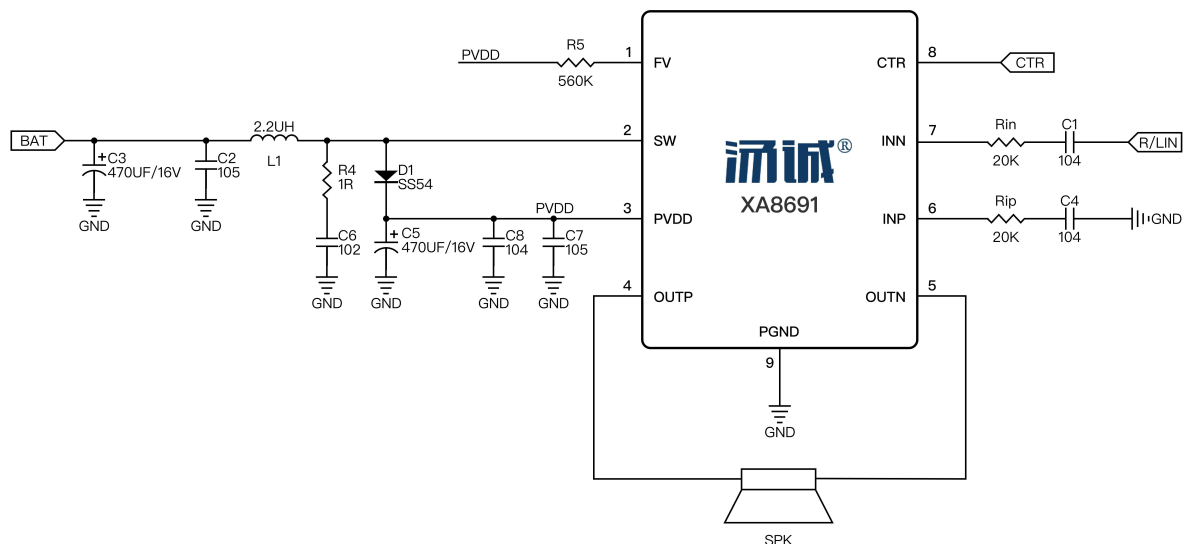 PVDD
R5
560K
1
FV
CTR
8
CTR
BAT
2.2UH
L1
2
SW
INN
7
Rin
20K
C1
104
R/LIN
+C3
470UF/16V
GND
C2
105
GND
R4
1R
D1
SS54
汤诚®
XA8691
PVDD
3
PVDD
INP
6
Rip
20K
C4
104
GND
C6
102
GND
+C5
470UF/16V
GND
C8
104
GND
C7
105
GND
4
OUTP
OUTN
5
PGND
9
GND
SPK